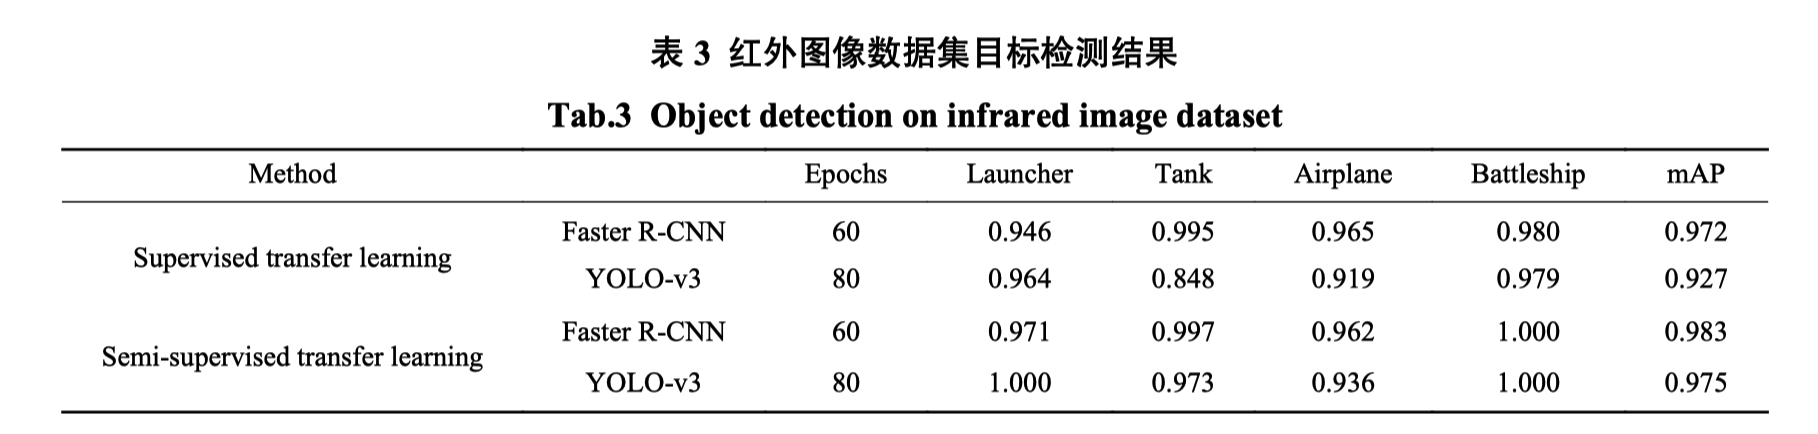 表 3 红外图像数据集目标检测结果
Tab.3 Object detection on infrared image dataset
Method Epochs Launcher Tank Airplane Battleship mAP
Supervised transfer learning
Faster R-CNN 60 0.946 0.995 0.965 0.980 0.972
YOLO-v3 80 0.964 0.848 0.919 0.979 0.927
Semi-supervised transfer learning
Faster R-CNN 60 0.971 0.997 0.962 1.000 0.983
YOLO-v3 80 1.000 0.973 0.936 1.000 0.975